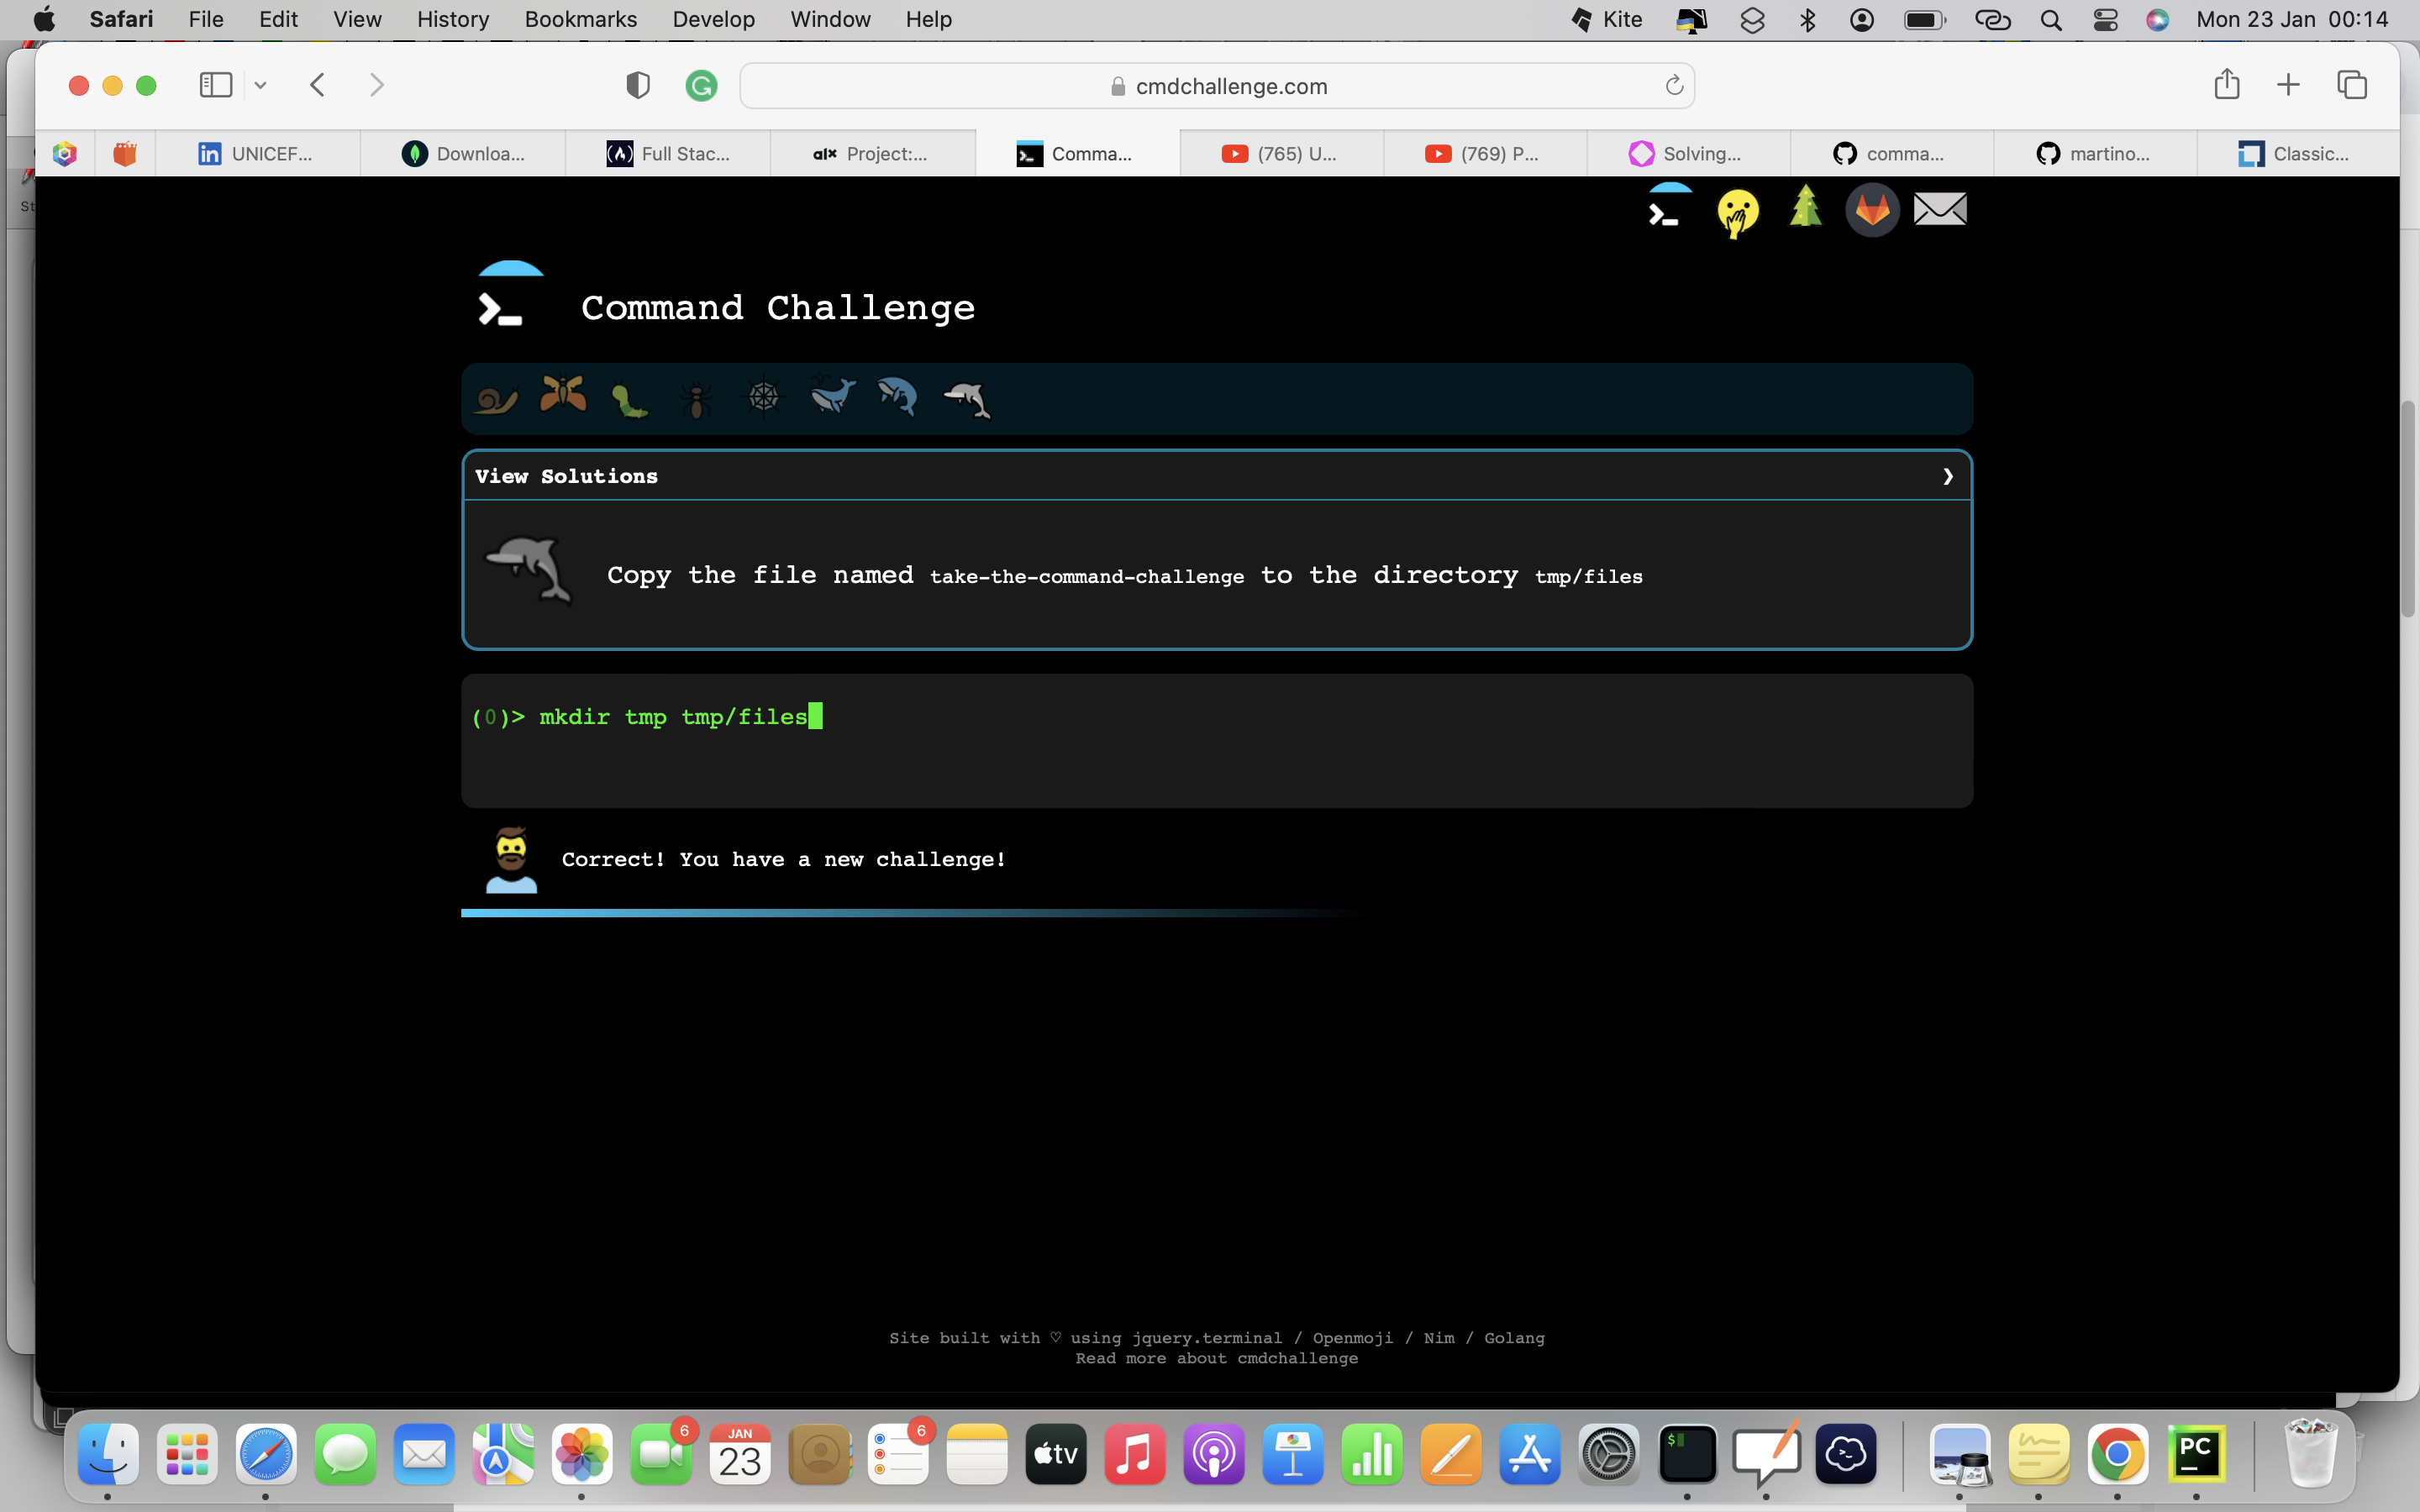 Safari File Edit View History Bookmarks Develop Window Help Kite Mon 23 Jan 00:14
cmdchallenge.com
UNICEF... Downloa... Full Stac... alx Project:... Comma... (765) U... (769) P... Solving... comma... martino... Classic...
St
Command Challenge
View Solutions
Copy the file named take-the-command-challenge to the directory tmp/files
(0)> mkdir tmp tmp/files
Correct! You have a new challenge!
Site built with ♡ using jquery.terminal / Openmoji / Nim / Golang
Read more about cmdchallenge
6 JAN 6
23 tv $ PC